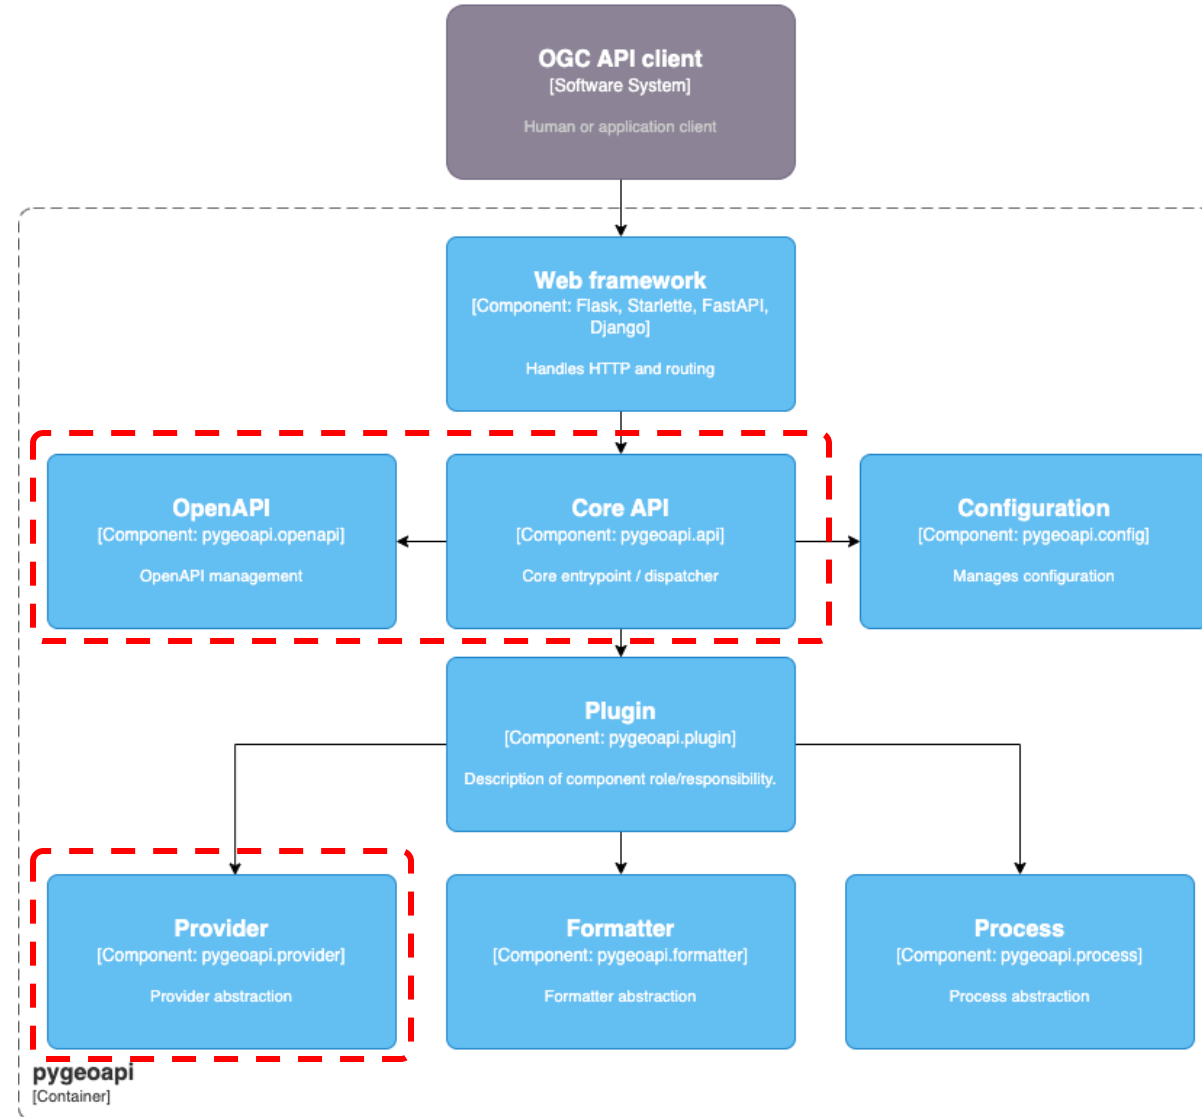 OGC API client
[Software System]
Human or application client
Web framework
[Component: Flask, Starlette, FastAPI,
Django]
Handles HTTP and routing
OpenAPI
[Component: pygeoapi.openapi]
OpenAPI management
Core API
[Component: pygeoapi.api]
Core entrypoint / dispatcher
Configuration
[Component: pygeoapi.config]
Manages configuration
Plugin
[Component: pygeoapi.plugin]
Description of component role/responsibility.
Provider
[Component: pygeoapi.provider]
Provider abstraction
Formatter
[Component: pygeoapi.formatter]
Formatter abstraction
Process
[Component: pygeoapi.process]
Process abstraction
pygeoapi
[Container]